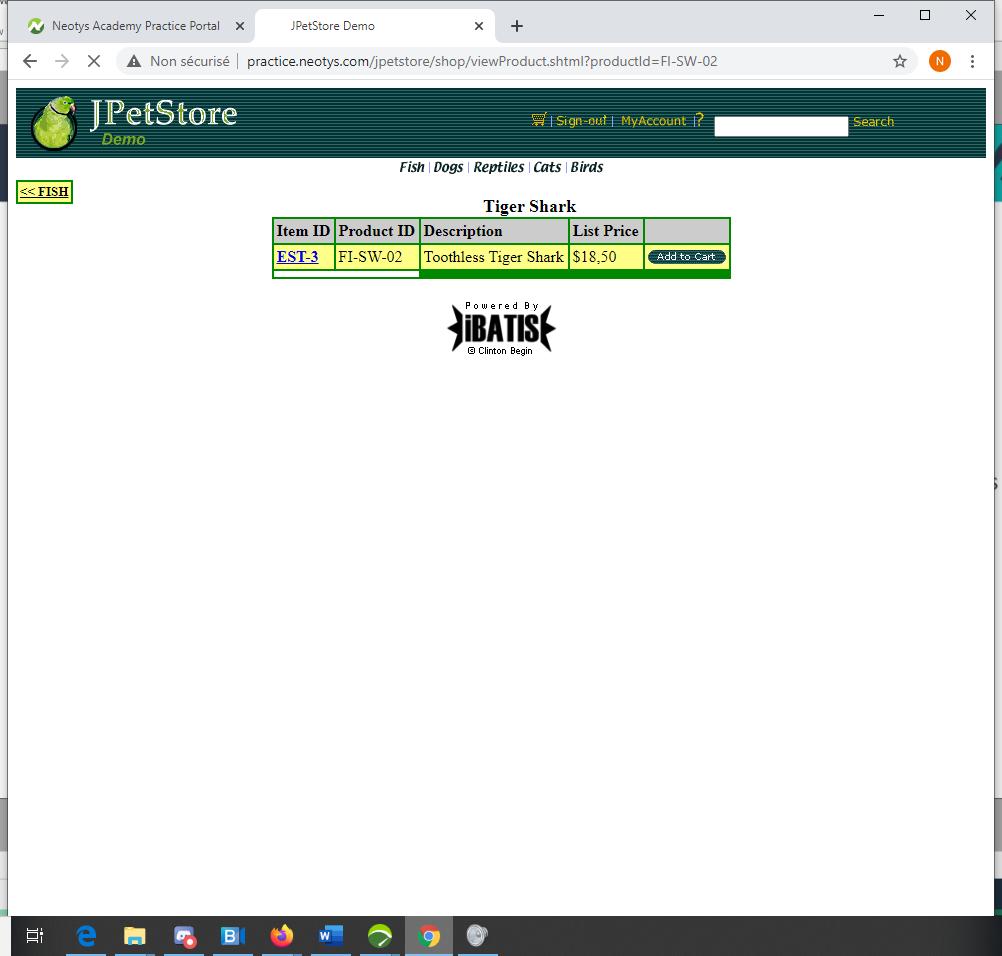 Neotys Academy Practice Portal
JPetStore Demo
Non sécurisé | practice.neotys.com/jpetstore/shop/viewProduct.shtml?productId=FI-SW-02
N
JPetStore
Demo
| Sign-out | MyAccount | ?
Search
Fish | Dogs | Reptiles | Cats | Birds
<< FISH
Tiger Shark
Item ID Product ID Description List Price
EST-3 FI-SW-02 Toothless Tiger Shark $18,50 Add to Cart
Powered By
iBATIS
© Clinton Begin